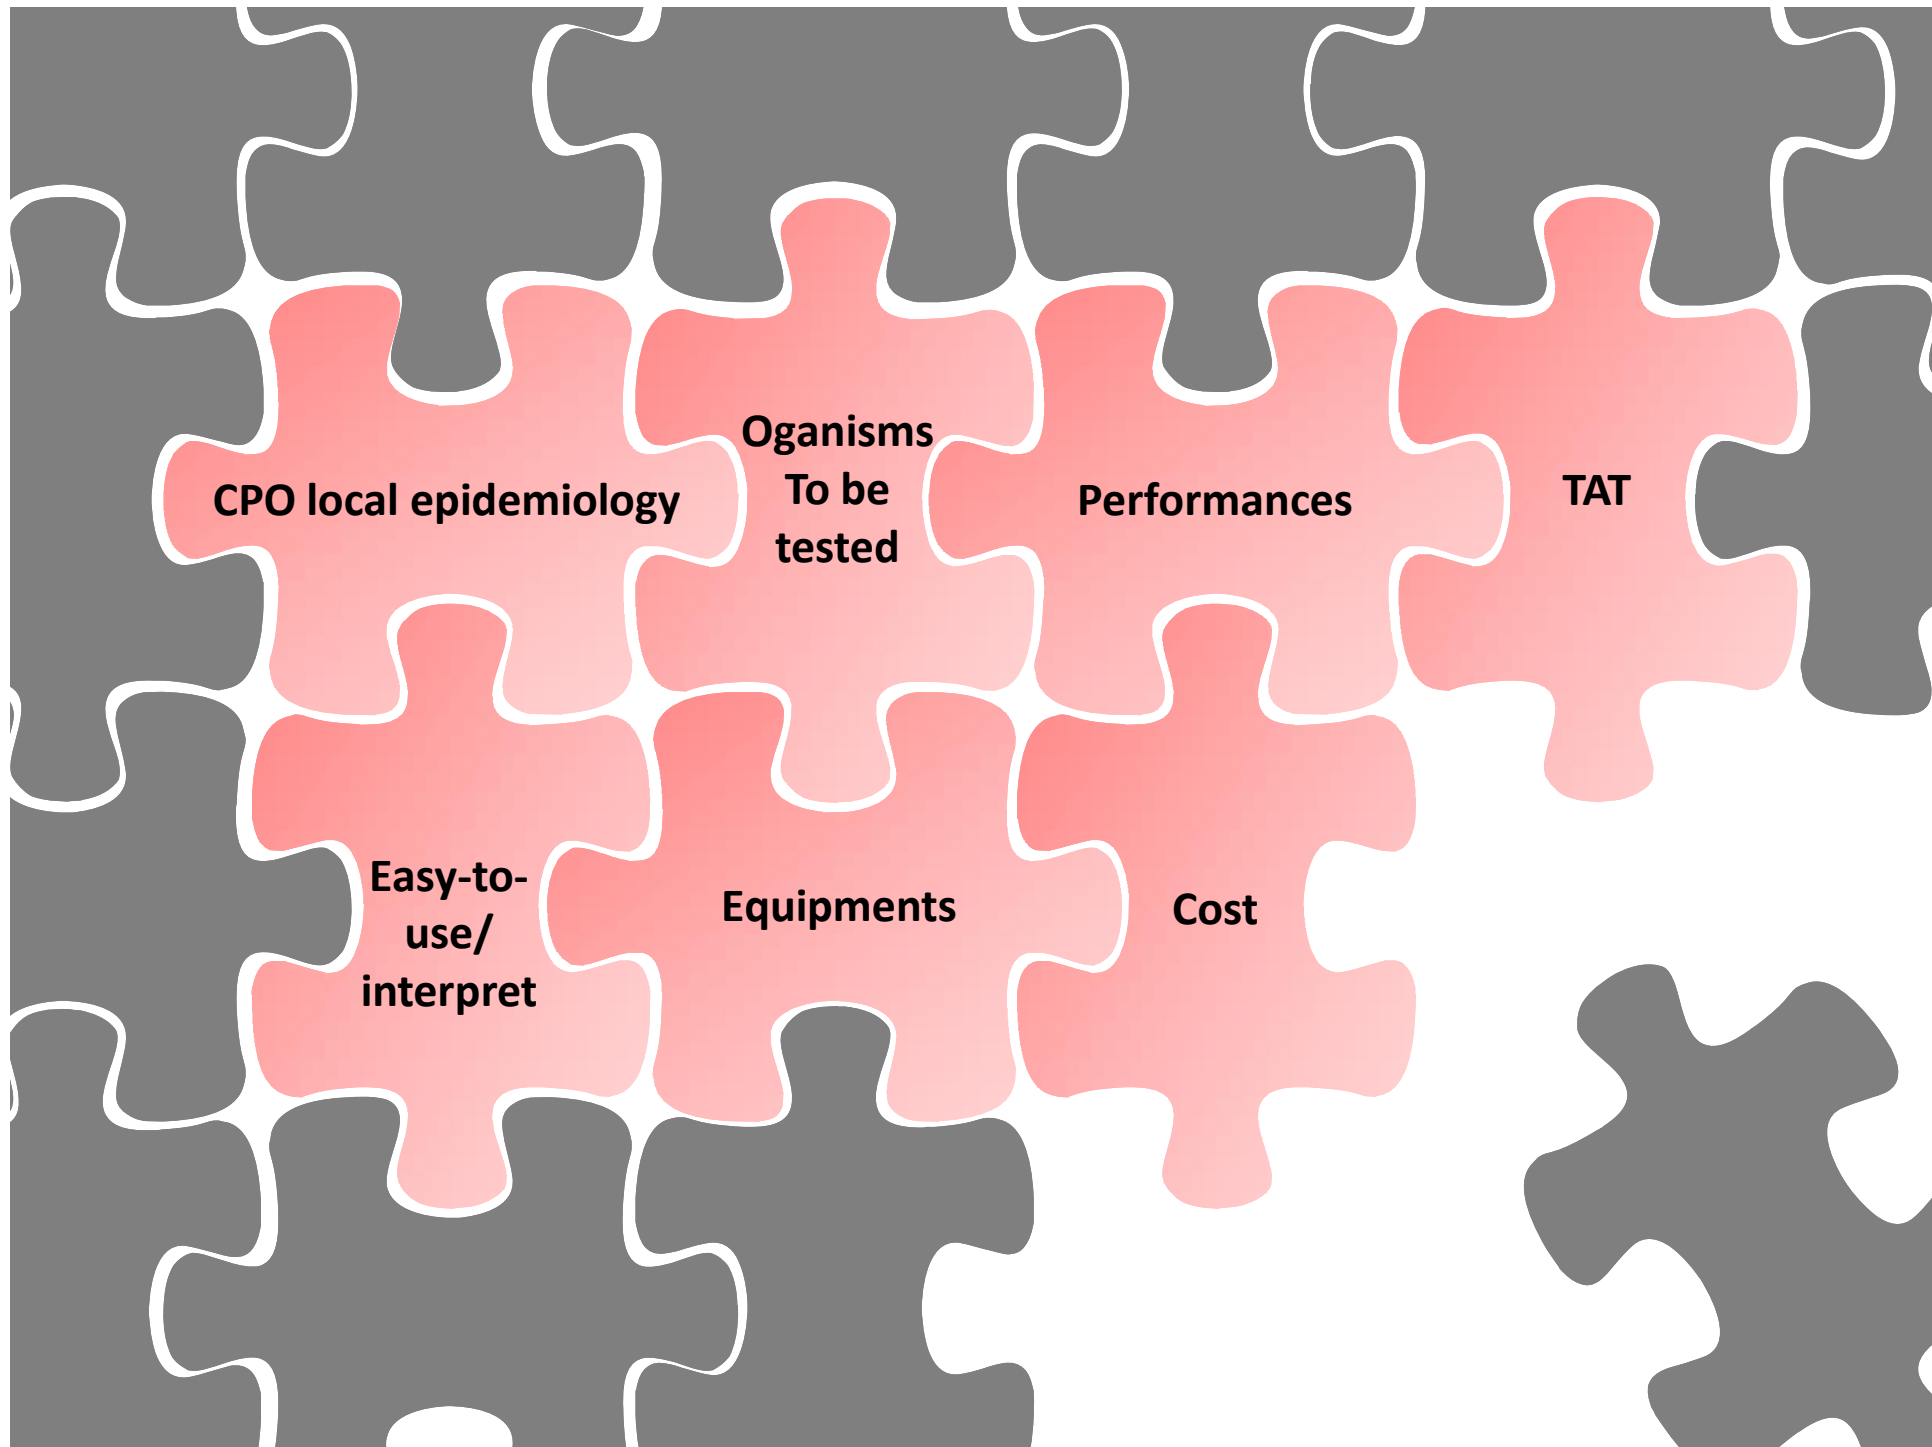 CPO local epidemiology
Oganisms
To be
tested
Performances
TAT
Easy-to-
use/
interpret
Equipments
Cost